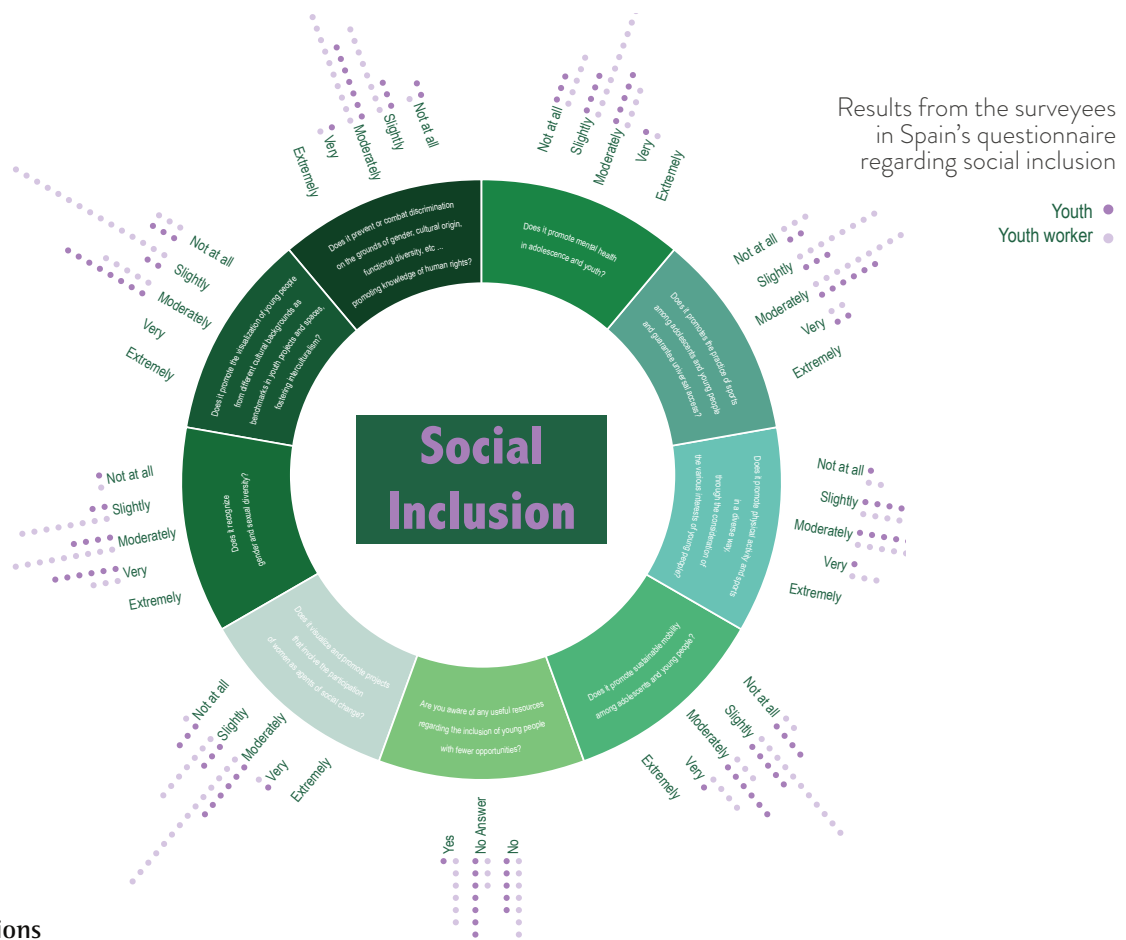 Results from the surveyees
in Spain's questionnaire
regarding social inclusion
Youth
Youth worker
Social
Inclusion
Does it promote mental health
in adolescence and youth?
Not at all
Slightly
Moderately
Very
Extremely
Does it promotes the practice of sports
among adolescents and young people
and guarantee universal access?
Not at all
Slightly
Moderately
Very
Extremely
Does it promote physical activity and sports
in a diverse way,
through the consideration of
the various interests of young people?
Not at all
Slightly
Moderately
Very
Extremely
Does it promote sustainable mobility
among adolescents and young people?
Not at all
Slightly
Moderately
Very
Extremely
Are you aware of any useful resources
regarding the inclusion of young people
with fewer opportunities?
Yes
No Answer
No
Does it visualize and promote projects
that involve the participation
of women as agents of social change?
Not at all
Slightly
Moderately
Very
Extremely
Does it recognize
gender and sexual diversity?
Not at all
Slightly
Moderately
Very
Extremely
Does it promote the visualization of young people
from different cultural backgrounds as
benchmarks in youth projects and spaces,
fostering interculturalism?
Not at all
Slightly
Moderately
Very
Extremely
Does it prevent or combat discrimination
on the grounds of gender, cultural origin,
functional diversity, etc ...
promoting knowledge of human rights?
Not at all
Slightly
Moderately
Very
Extremely
ions